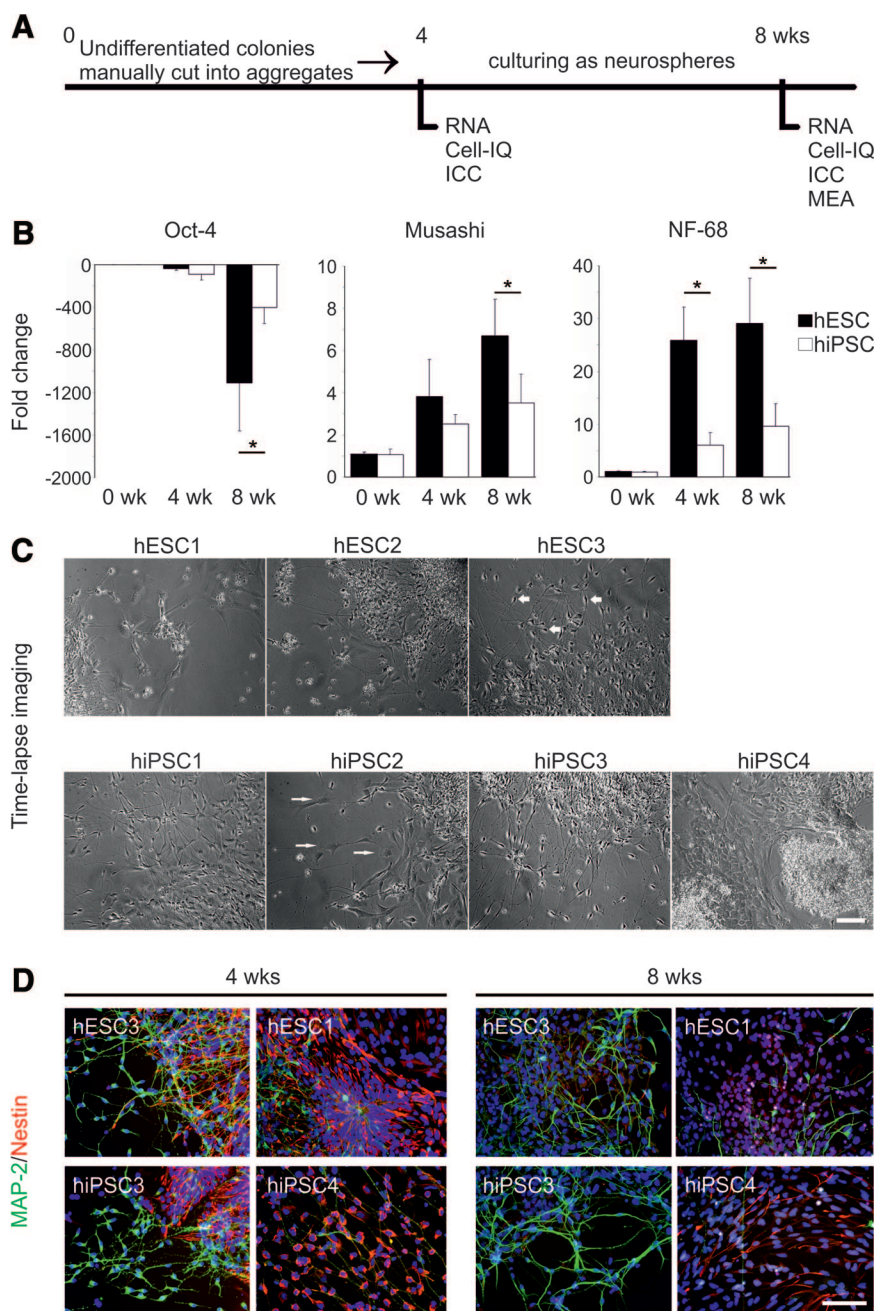 A
0
4
8 wks
Undifferentiated colonies
manually cut into aggregates
culturing as neurospheres
RNA
Cell-IQ
ICC
RNA
Cell-IQ
ICC
MEA
B
Oct-4
Musashi
NF-68
Fold change
0
-400
-800
-1200
-1600
-2000
*
0 wk
4 wk
8 wk
10
8
6
4
2
0
*
0 wk
4 wk
8 wk
40
30
20
10
0
*
*
0 wk
4 wk
8 wk
hESC
hiPSC
C
Time-lapse imaging
hESC1
hESC2
hESC3
hiPSC1
hiPSC2
hiPSC3
hiPSC4
D
4 wks
8 wks
MAP-2/Nestin
hESC3
hESC1
hESC3
hESC1
hiPSC3
hiPSC4
hiPSC3
hiPSC4